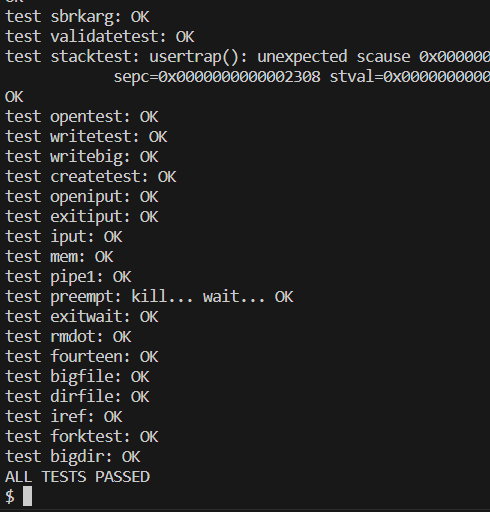 OK
test sbrkarg: OK
test validatetest: OK
test stacktest: usertrap(): unexpected scause 0x000000
sepc=0x0000000000002308 stval=0x0000000000
OK
test opentest: OK
test writetest: OK
test writebig: OK
test createtest: OK
test openiput: OK
test exitiput: OK
test iput: OK
test mem: OK
test pipe1: OK
test preempt: kill... wait... OK
test exitwait: OK
test rmdot: OK
test fourteen: OK
test bigfile: OK
test dirfile: OK
test iref: OK
test forktest: OK
test bigdir: OK
ALL TESTS PASSED
$